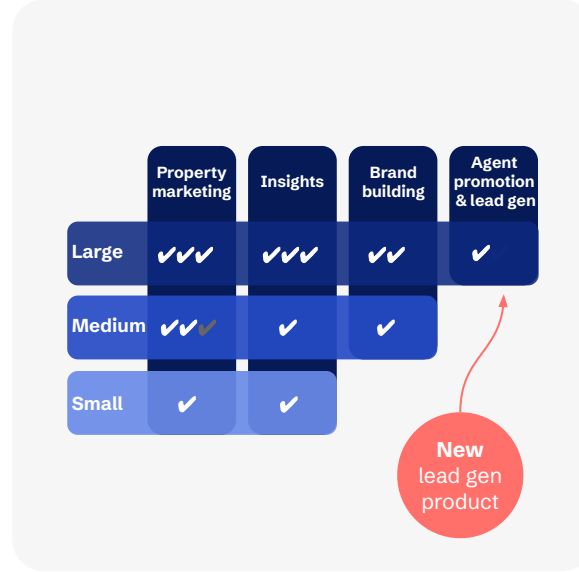 Property
marketing
Insights
Brand
building
Agent
promotion
& lead gen
Large
✔✔✔
✔✔✔
✔✔
✔
Medium
✔✔✔
✔
✔
Small
✔
✔
New
lead gen
product